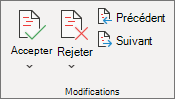 Accepter
Rejeter
Précédent
Suivant
Modifications